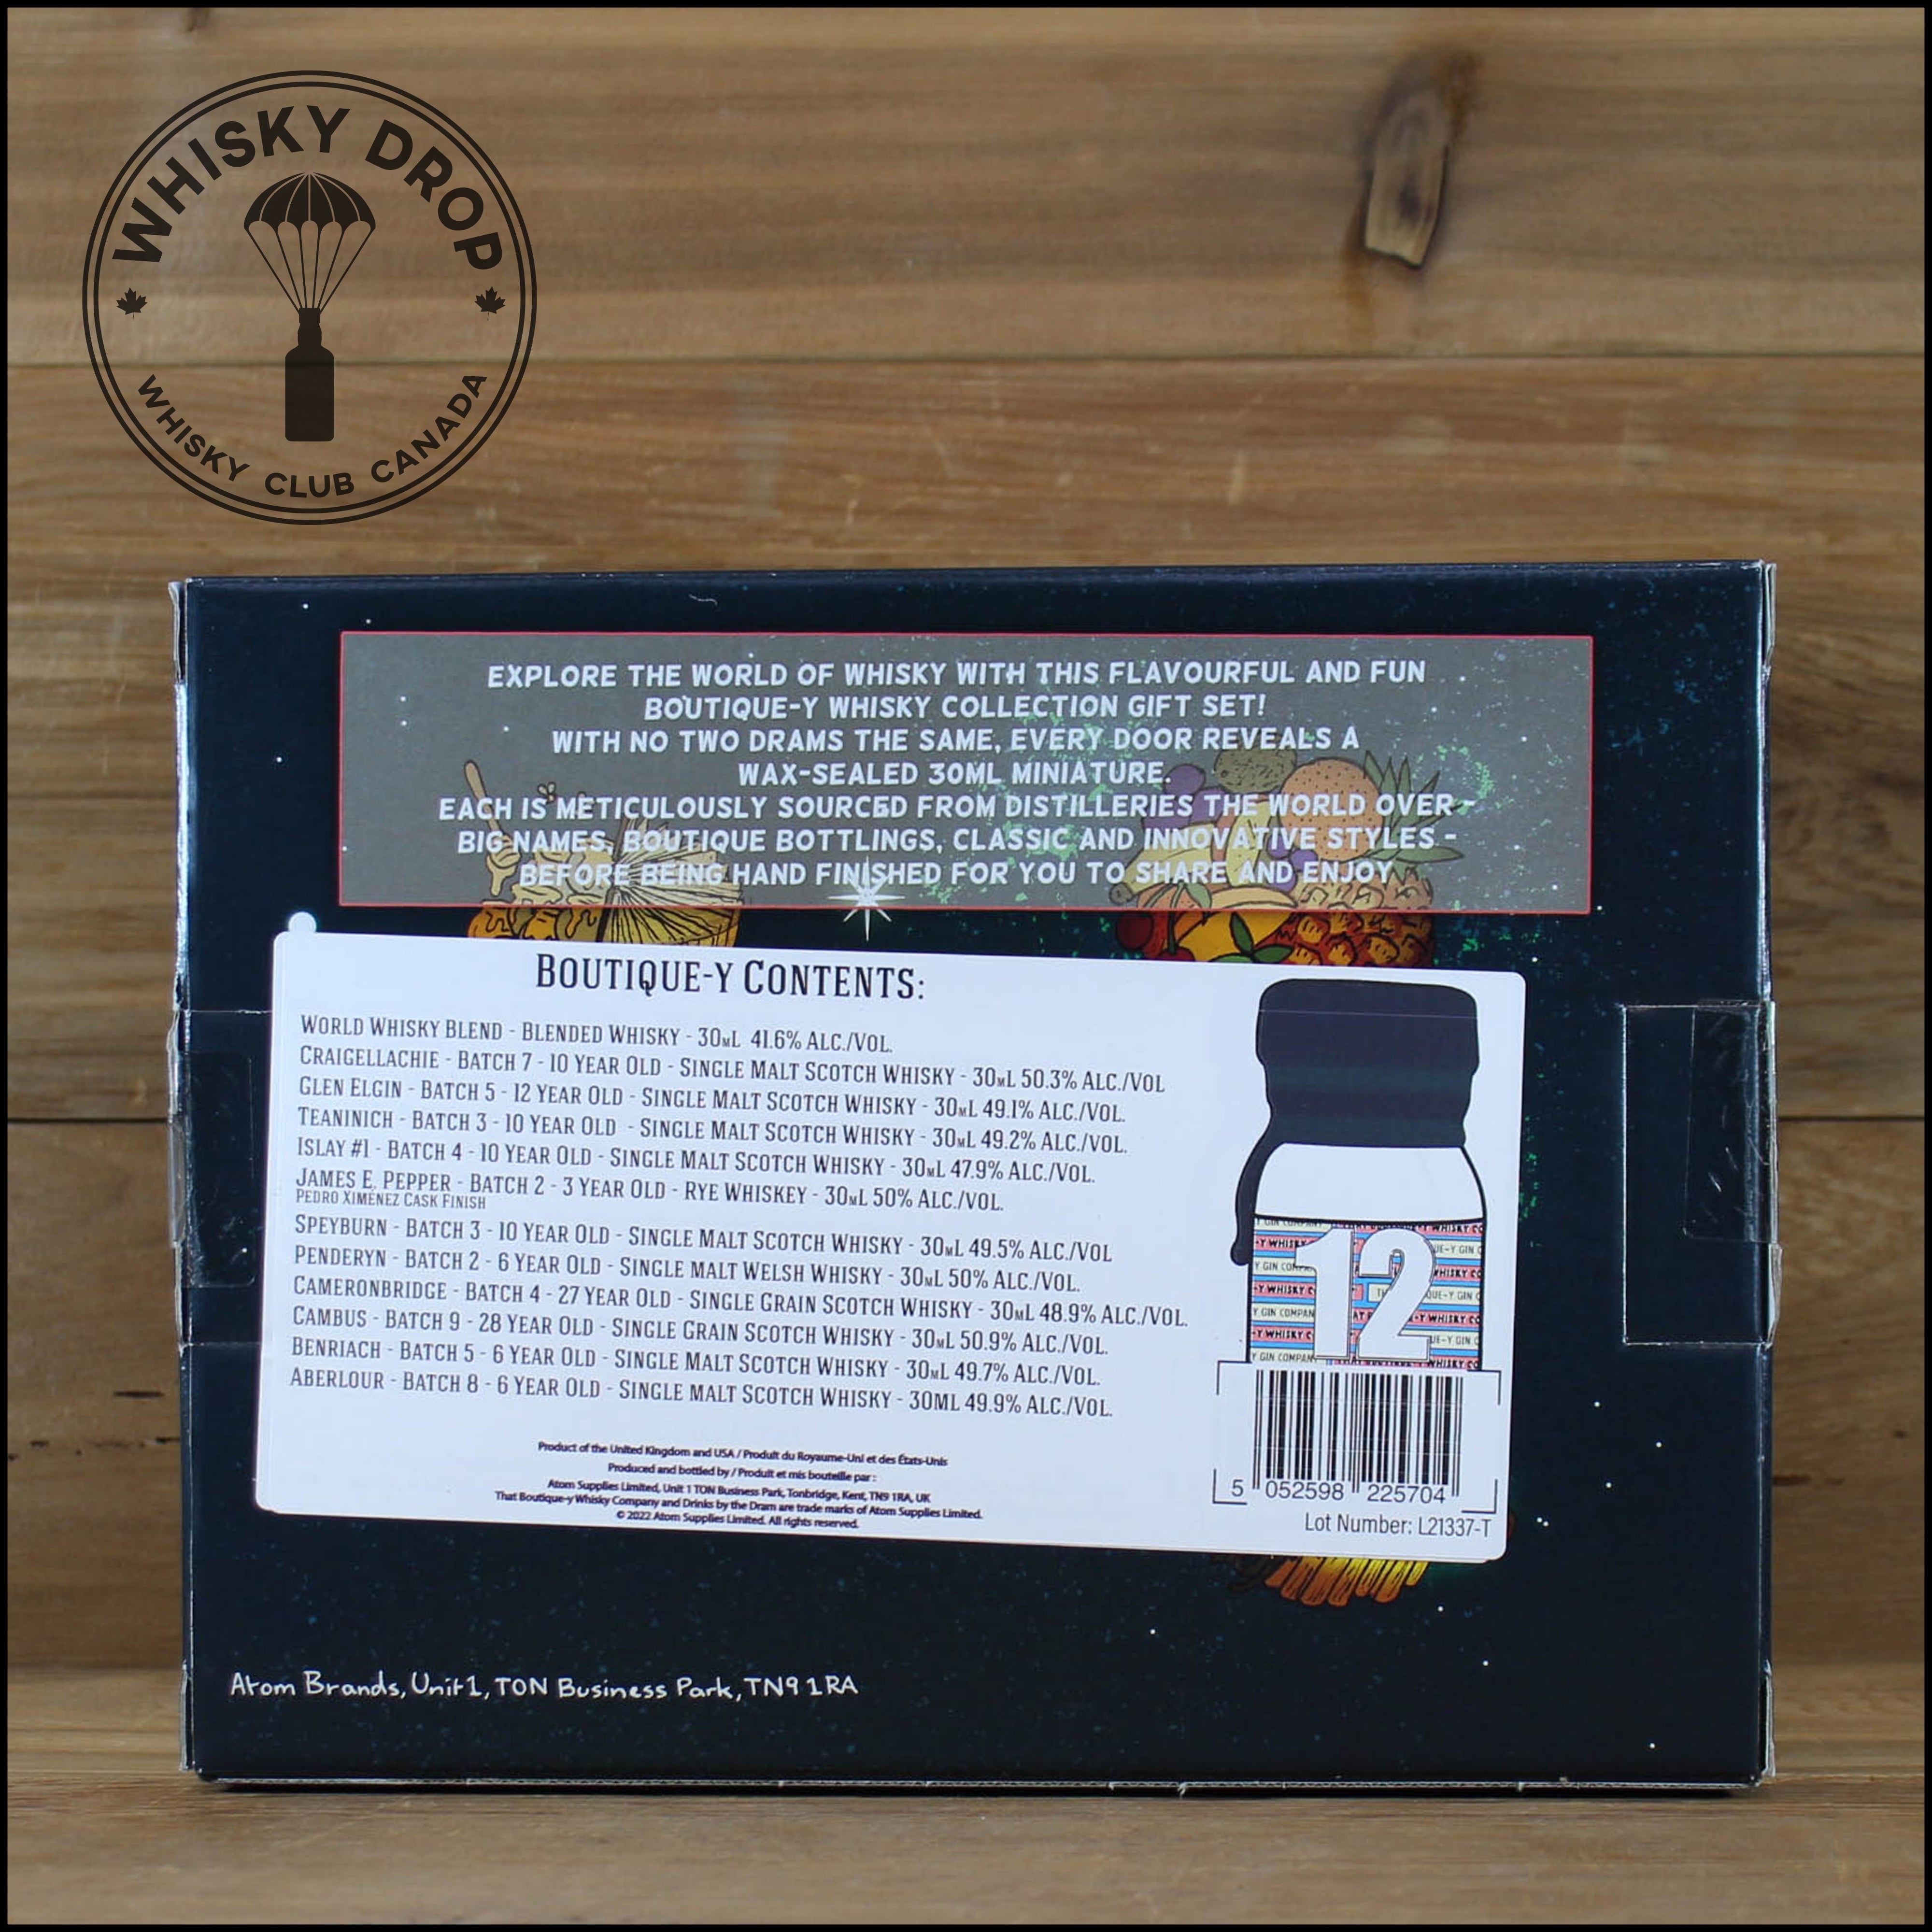 WHISKY DROP
WHISKY CLUB CANADA
EXPLORE THE WORLD OF WHISKY WITH THIS FLAVOURFUL AND FUN
BOUTIQUE-Y WHISKY COLLECTION GIFT SET!
WITH NO TWO DRAMS THE SAME, EVERY DOOR REVEALS A
WAX-SEALED 30ML MINIATURE.
EACH IS METICULOUSLY SOURCED FROM DISTILLERIES THE WORLD OVER -
BIG NAMES, BOUTIQUE BOTTLINGS, CLASSIC AND INNOVATIVE STYLES -
BEFORE BEING HAND FINISHED FOR YOU TO SHARE AND ENJOY
BOUTIQUE-Y CONTENTS:
WORLD WHISKY BLEND - BLENDED WHISKY - 30mL 41.6% ALC./VOL.
CRAIGELLACHIE - BATCH 7 - 10 YEAR OLD - SINGLE MALT SCOTCH WHISKY - 30mL 50.3% ALC./VOL
GLEN ELGIN - BATCH 5 - 12 YEAR OLD - SINGLE MALT SCOTCH WHISKY - 30mL 49.1% ALC./VOL.
TEANINICH - BATCH 3 - 10 YEAR OLD - SINGLE MALT SCOTCH WHISKY - 30mL 49.2% ALC./VOL.
ISLAY #1 - BATCH 4 - 10 YEAR OLD - SINGLE MALT SCOTCH WHISKY - 30mL 47.9% ALC./VOL.
JAMES E. PEPPER - BATCH 2 - 3 YEAR OLD - RYE WHISKEY - 30mL 50% ALC./VOL.
PEDRO XIMÉNEZ CASK FINISH
SPEYBURN - BATCH 3 - 10 YEAR OLD - SINGLE MALT SCOTCH WHISKY - 30mL 49.5% ALC./VOL
PENDERYN - BATCH 2 - 6 YEAR OLD - SINGLE MALT WELSH WHISKY - 30mL 50% ALC./VOL.
CAMERONBRIDGE - BATCH 4 - 27 YEAR OLD - SINGLE GRAIN SCOTCH WHISKY - 30mL 48.9% ALC./VOL.
CAMBUS - BATCH 9 - 28 YEAR OLD - SINGLE GRAIN SCOTCH WHISKY - 30mL 50.9% ALC./VOL.
BENRIACH - BATCH 5 - 6 YEAR OLD - SINGLE MALT SCOTCH WHISKY - 30mL 49.7% ALC./VOL.
ABERLOUR - BATCH 8 - 6 YEAR OLD - SINGLE MALT SCOTCH WHISKY - 30ML 49.9% ALC./VOL.
Product of the United Kingdom and USA / Produit du Royaume-Uni et des États-Unis
Produced and bottled by / Produit et mis bouteille par :
Atom Supplies Limited, Unit 1 TON Business Park, Tonbridge, Kent, TN9 1RA, UK
That Boutique-y Whisky Company and Drinks by the Dram are trade marks of Atom Supplies Limited.
© 2022 Atom Supplies Limited. All rights reserved.
12
5 052598 225704
Lot Number: L21337-T
Atom Brands, Unit 1, TON Business Park, TN9 1RA